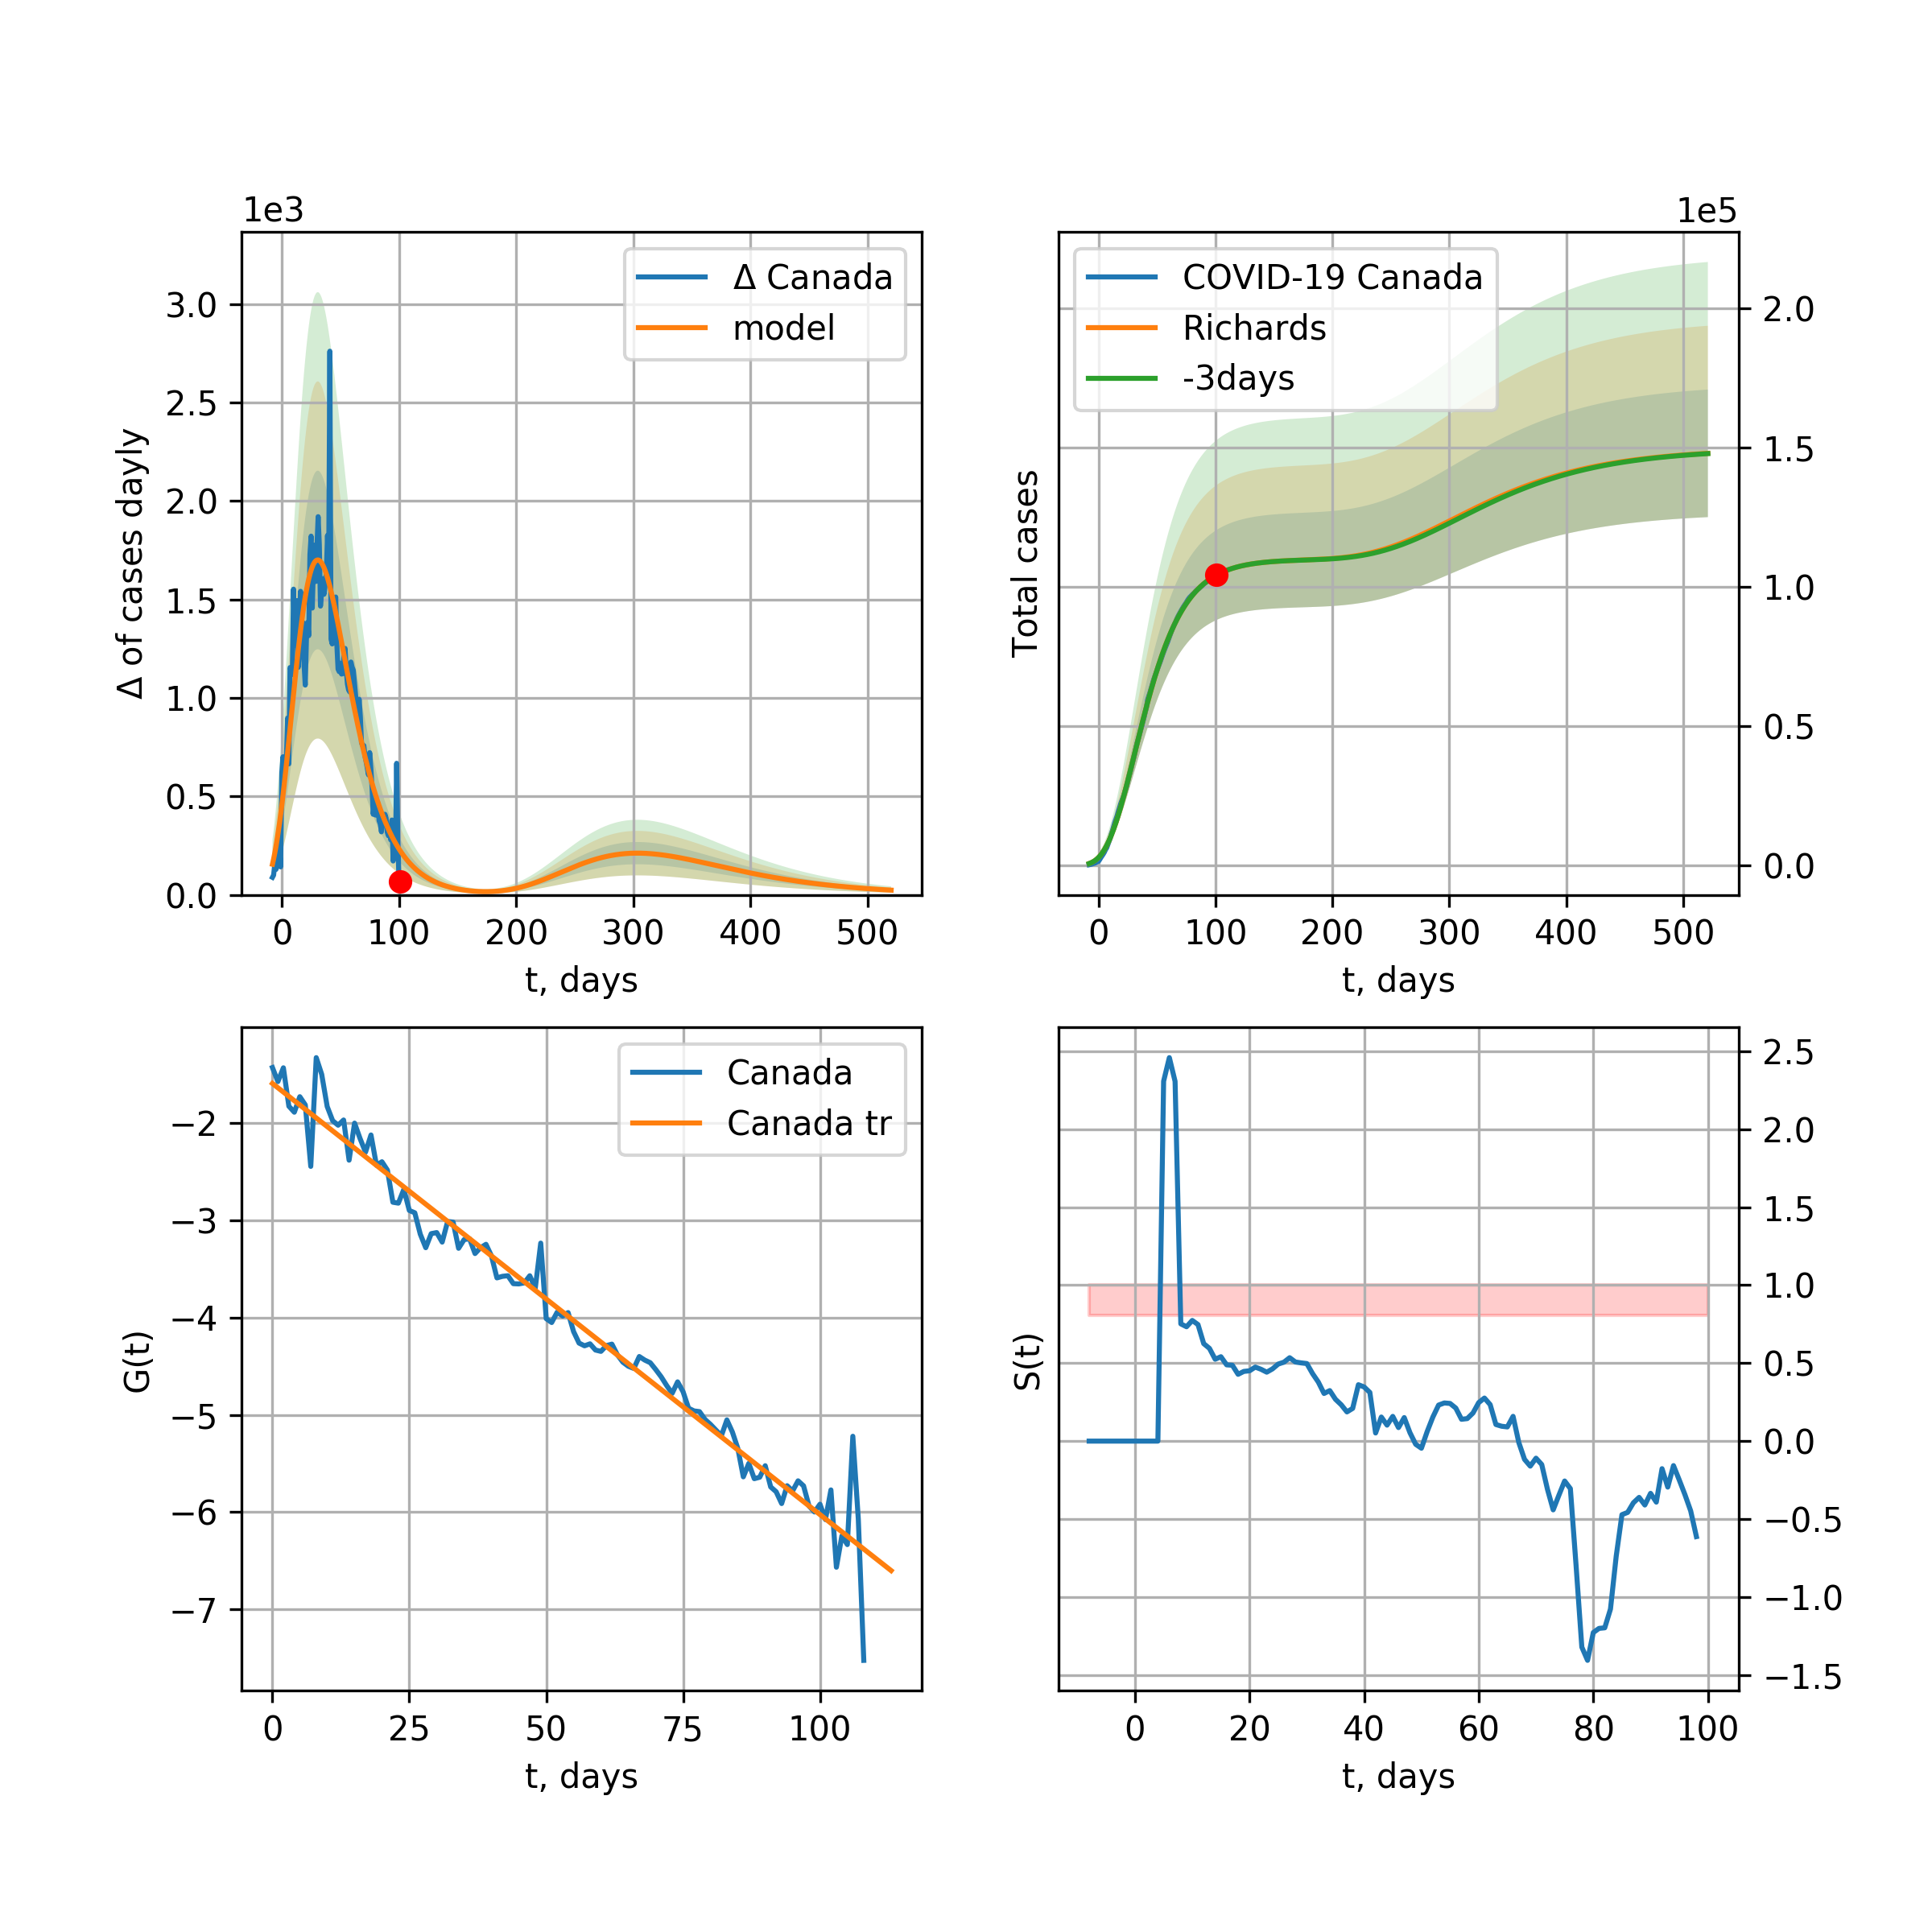 1e3
Δ of cases dayly
3.0
2.5
2.0
1.5
1.0
0.5
0.0
Δ Canada
model
0 100 200 300 400 500
t, days
1e5
COVID-19 Canada
Richards
-3days
Total cases
2.0
1.5
1.0
0.5
0.0
0 100 200 300 400 500
t, days
G(t)
−2
−3
−4
−5
−6
−7
Canada
Canada tr
0 25 50 75 100
t, days
S(t)
2.5
2.0
1.5
1.0
0.5
0.0
−0.5
−1.0
−1.5
0 20 40 60 80 100
t, days